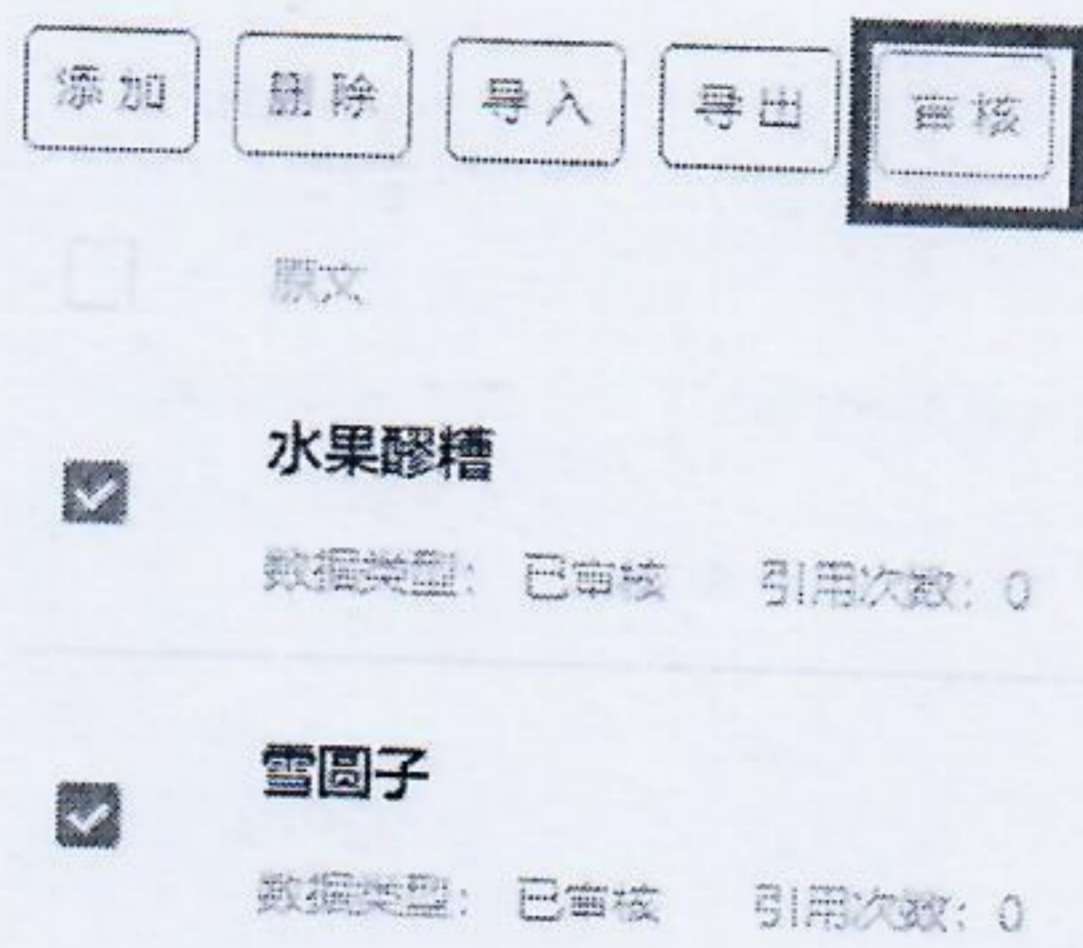 添加 删除 导入 导出 审核
原文
水果醪糟
数据类型: 已审核 引用次数: 0
雪圆子
数据类型: 已审核 引用次数: 0